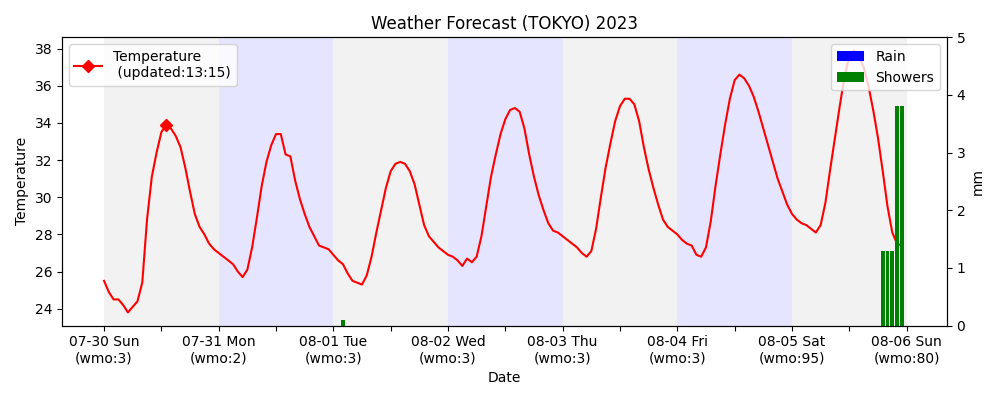 Weather Forecast (TOKYO) 2023
Temperature
(updated:13:15)
Rain
Showers
Temperature
38
36
34
32
30
28
26
24
5
4
3
2
1
0
mm
07-30 Sun
(wmo:3)
07-31 Mon
(wmo:2)
08-01 Tue
(wmo:3)
08-02 Wed
(wmo:3)
08-03 Thu
(wmo:3)
08-04 Fri
(wmo:3)
08-05 Sat
(wmo:95)
08-06 Sun
(wmo:80)
Date